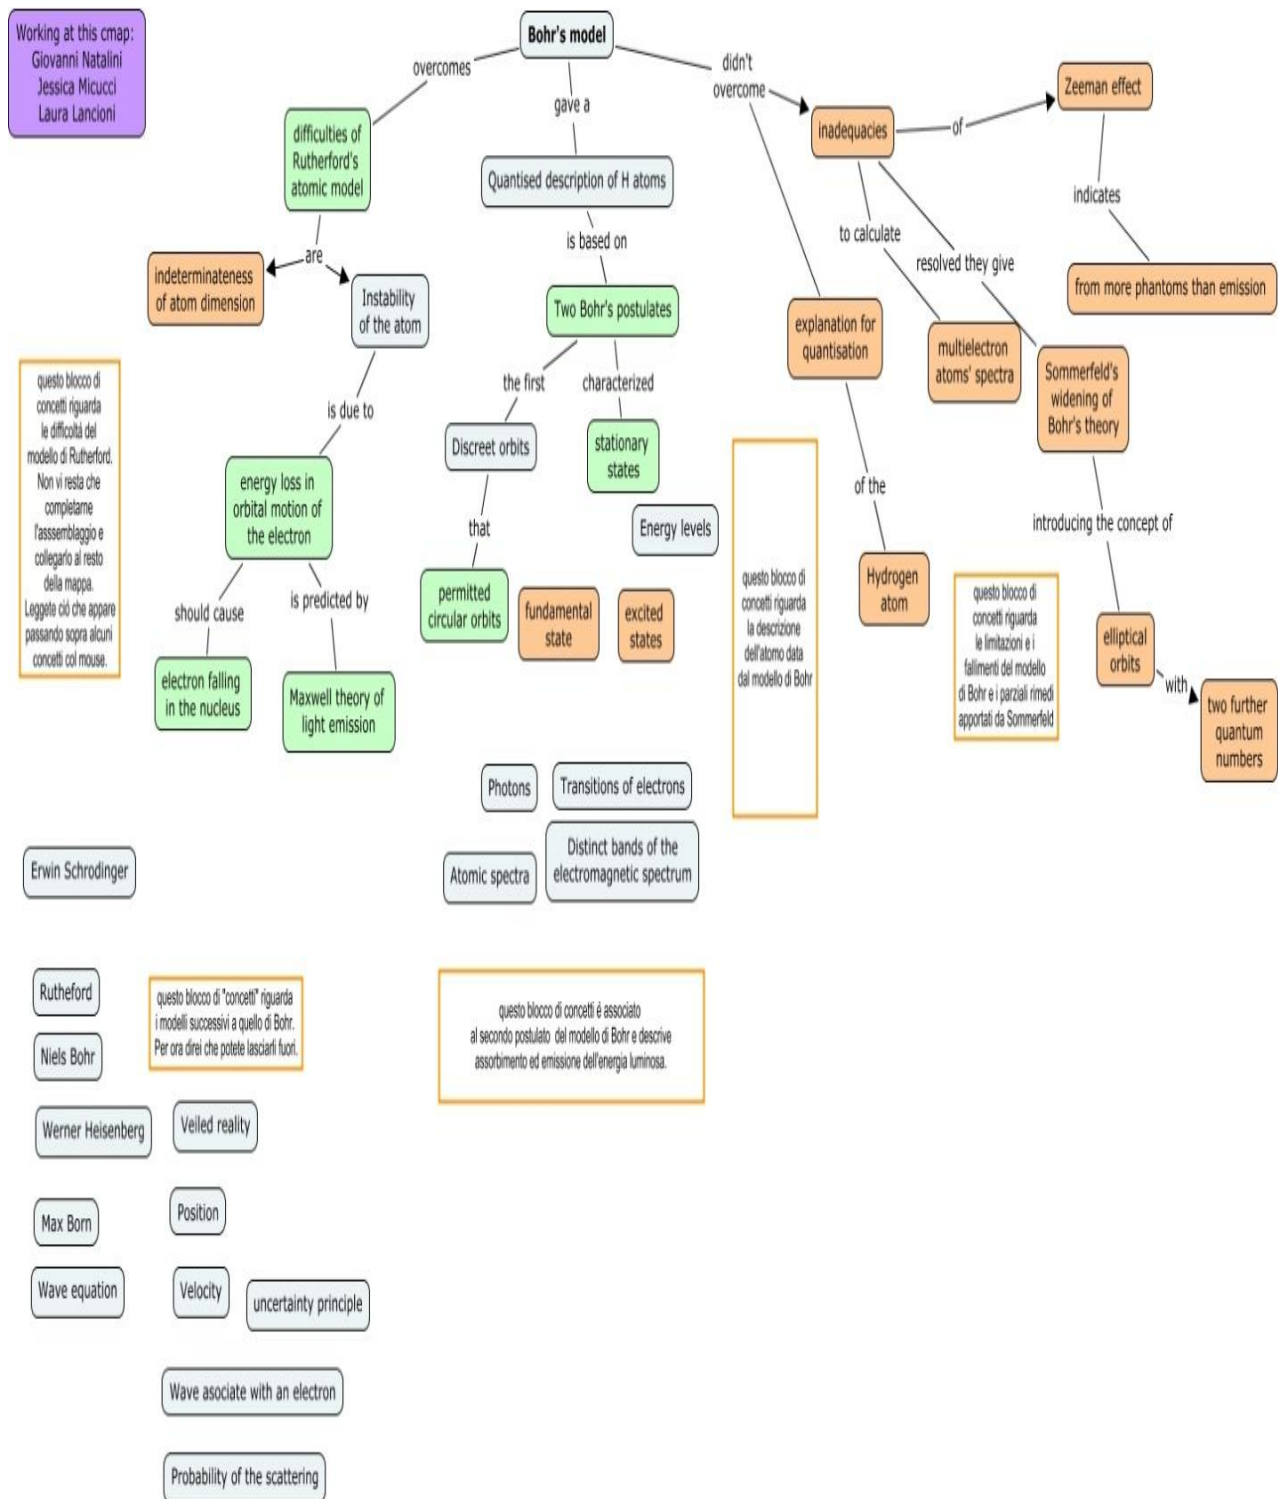 Working at this cmap:
Giovanni Natalini
Jessica Micucci
Laura Lancioni
Bohr's model
overcomes
gave a
didn't
overcome
difficulties of
Rutherford's
atomic model
are
indeterminateness
of atom dimension
Instability
of the atom
is due to
energy loss in
orbital motion of
the electron
should cause
is predicted by
electron falling
in the nucleus
Maxwell theory of
light emission
Quantised description of H atoms
is based on
Two Bohr's postulates
the first
characterized
Discreet orbits
stationary
states
Energy levels
that
permitted
circular orbits
fundamental
state
excited
states
inadequacies
of
Zeeman effect
indicates
from more phantoms than emission
to calculate
resolved they give
explanation for
quantisation
multielectron
atoms' spectra
Sommerfeld's
widening of
Bohr's theory
of the
Hydrogen
atom
introducing the concept of
elliptical
orbits
with
two further
quantum
numbers
questo blocco di
concetti riguarda
le difficoltá del
modello di Rutherford.
Non vi resta che
completarne
l'asssemblaggio e
collegarlo al resto
della mappa.
Leggete ció che appare
passando sopra alcuni
concetti col mouse.
questo blocco di
concetti riguarda
la descrizione
dell'atomo data
dal modello di Bohr
questo blocco di
concetti riguarda
le limitazioni e i
fallimenti del modello
di Bohr e i parziali rimedi
apportati da Sommerfeld
Photons
Transitions of electrons
Atomic spectra
Distinct bands of the
electromagnetic spectrum
questo blocco di concetti é associato
al secondo postulato del modello di Bohr e descrive
assorbimento ed emissione dell'energia luminosa.
Erwin Schrodinger
Rutheford
Niels Bohr
questo blocco di "concetti" riguarda
i modelli successivi a quello di Bohr.
Per ora direi che potete lasciarli fuori.
Werner Heisenberg
Veiled reality
Max Born
Position
Wave equation
Velocity
uncertainty principle
Wave asociate with an electron
Probability of the scattering